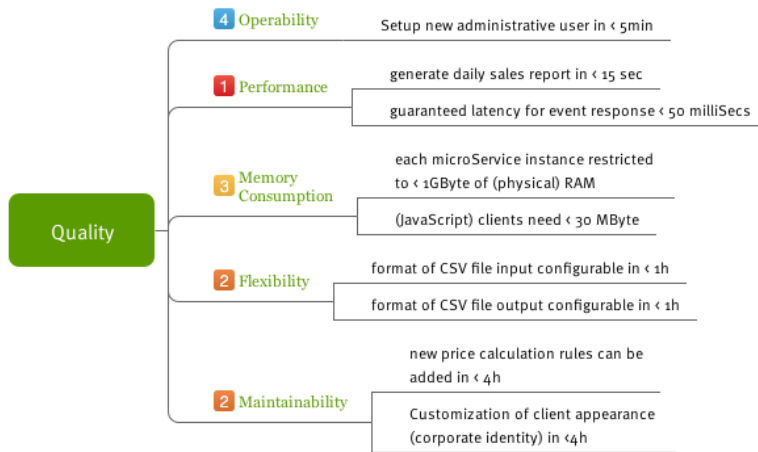 Quality
4 Operability
Setup new administrative user in < 5min
1 Performance
generate daily sales report in < 15 sec
guaranteed latency for event response < 50 milliSecs
3 Memory
Consumption
each microService instance restricted
to < 1GByte of (physical) RAM
(JavaScript) clients need < 30 MByte
2 Flexibility
format of CSV file input configurable in < 1h
format of CSV file output configurable in < 1h
2 Maintainability
new price calculation rules can be
added in < 4h
Customization of client appearance
(corporate identity) in <4h